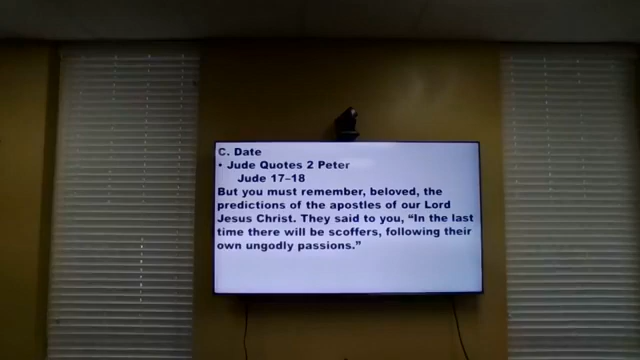 C. Date
• Jude Quotes 2 Peter
Jude 17–18
But you must remember, beloved, the
predictions of the apostles of our Lord
Jesus Christ. They said to you, “In the last
time there will be scoffers, following their
own ungodly passions.”